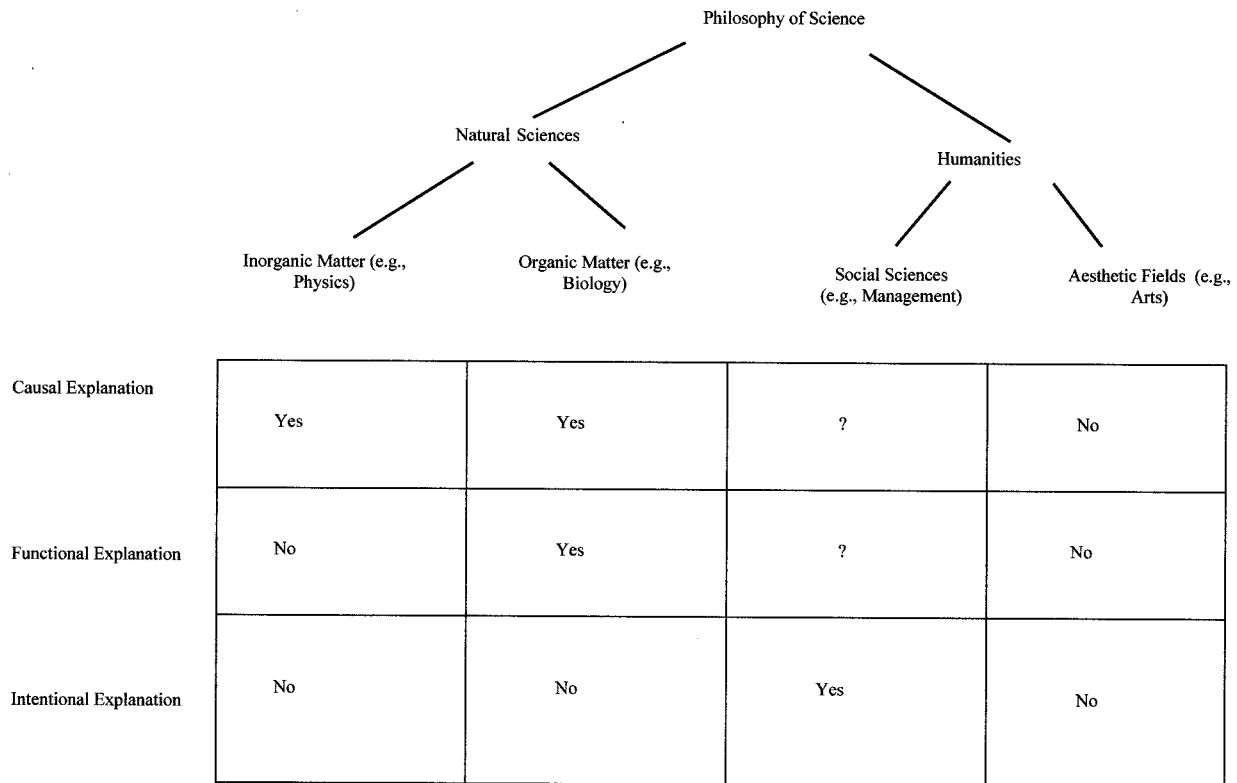 Philosophy of Science
Natural Sciences
Humanities
Inorganic Matter (e.g.,
Physics)
Organic Matter (e.g.,
Biology)
Social Sciences
(e.g., Management)
Aesthetic Fields (e.g.,
Arts)
Causal Explanation
Yes
Yes
?
No
Functional Explanation
No
Yes
?
No
Intentional Explanation
No
No
Yes
No